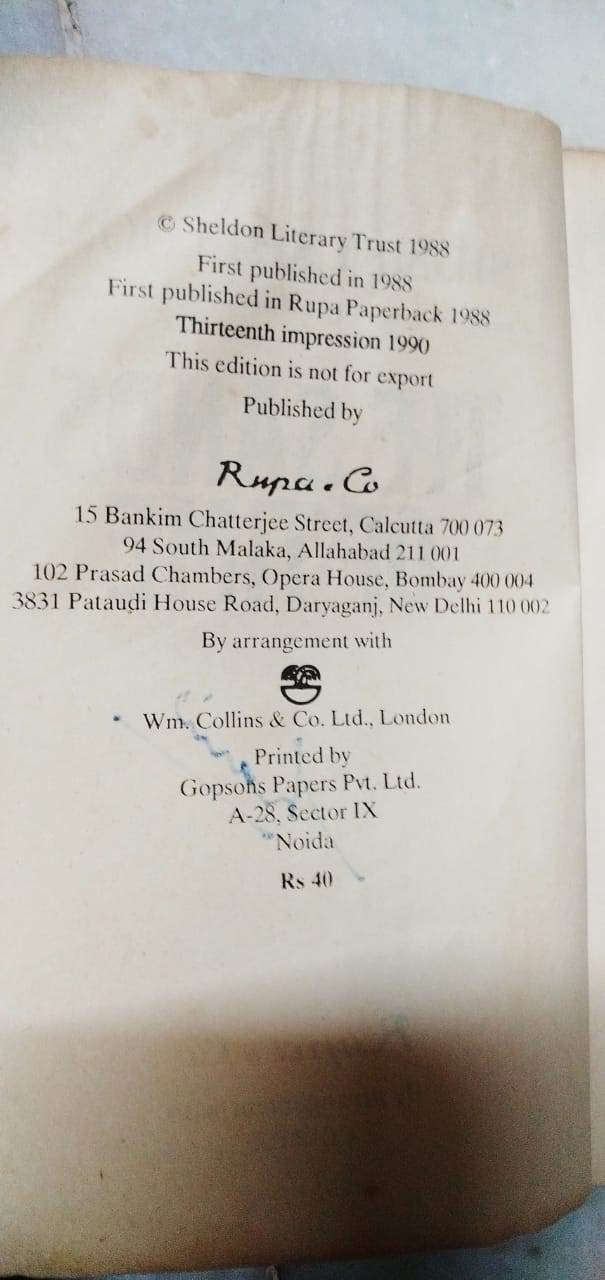 © Sheldon Literary Trust 1988
First published in 1988
First published in Rupa Paperback 1988
Thirteenth impression 1990
This edition is not for export
Published by
Rupa . Co
15 Bankim Chatterjee Street, Calcutta 700 073
94 South Malaka, Allahabad 211 001
102 Prasad Chambers, Opera House, Bombay 400 004
3831 Pataudi House Road, Daryaganj, New Delhi 110 002
By arrangement with
Wm. Collins & Co. Ltd., London
Printed by
Gopsons Papers Pvt. Ltd.
A-28, Sector IX
Noida
Rs 40